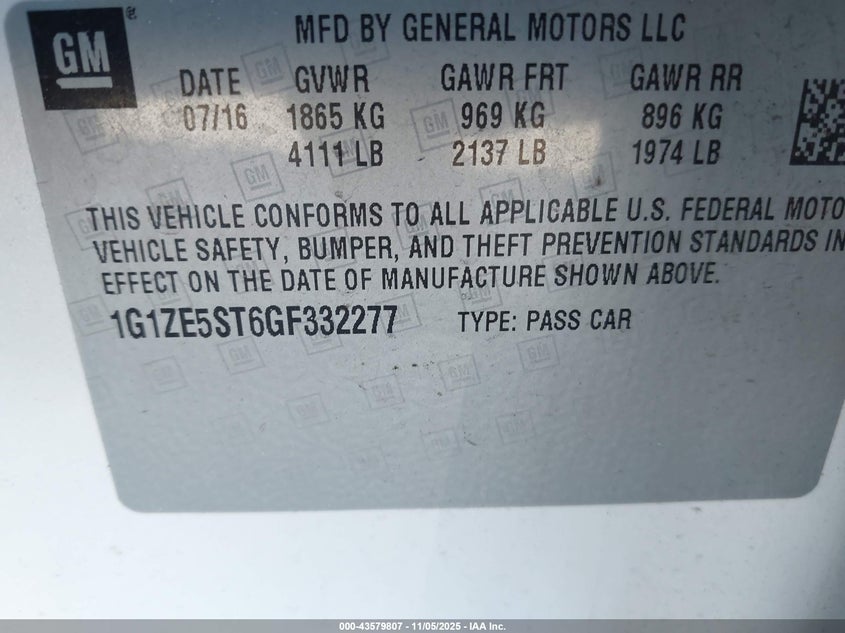 GM
MFD BY GENERAL MOTORS LLC
DATE GVWR GAWR FRT GAWR RR
07/16 1865 KG 969 KG 896 KG
4111 LB 2137 LB 1974 LB
THIS VEHICLE CONFORMS TO ALL APPLICABLE U.S. FEDERAL MOTO
VEHICLE SAFETY, BUMPER, AND THEFT PREVENTION STANDARDS IN
EFFECT ON THE DATE OF MANUFACTURE SHOWN ABOVE.
1G1ZE5ST6GF332277 TYPE: PASS CAR
000-43579807 - 11/05/2025 - IAA Inc.